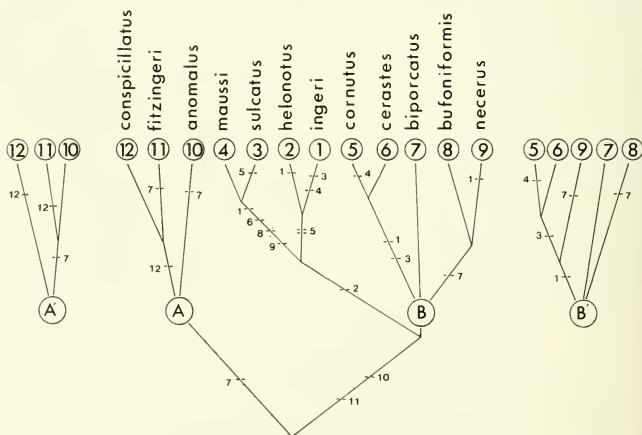 conspicillatus
fitzingeri
anomalus
maussi
sulcatus
helonotus
ingeri
cornutus
cerastes
biporcatus
bufoniformis
necerus
12 11 10 12 11 10 4 3 2 1 5 6 7 8 9 5 6 9 7 8
12 12 7 7 7 5 1 3 4 4 1 4 7 7
1 6 8 9 5 1 3 3
12 7 2 7 1
A' A B B'
7 10 11